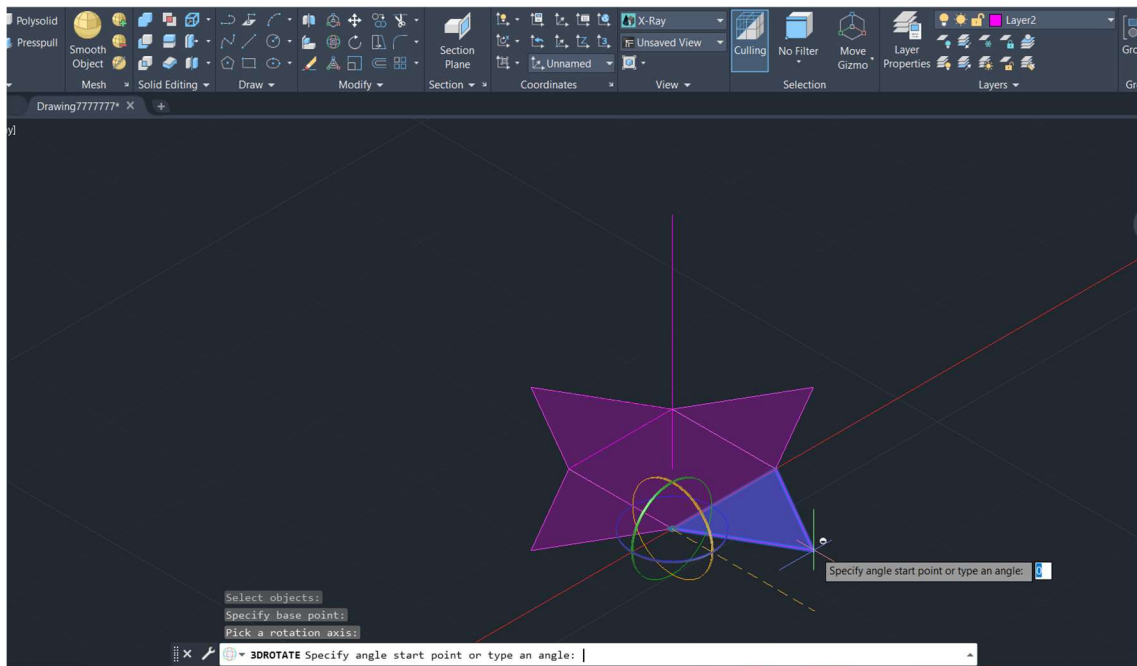 Polysolid
Presspull
Smooth
Object
Mesh
Solid Editing
Draw
Modify
Section
Plane
Section
Unnamed
Coordinates
X-Ray
Unsaved View
View
Culling
No Filter
Move
Gizmo
Selection
Layer
Properties
Layer2
Layers
Gro
Gr
Drawing7777777*
y]
Specify angle start point or type an angle: 0
Select objects:
Specify base point:
Pick a rotation axis:
3DROTATE Specify angle start point or type an angle: